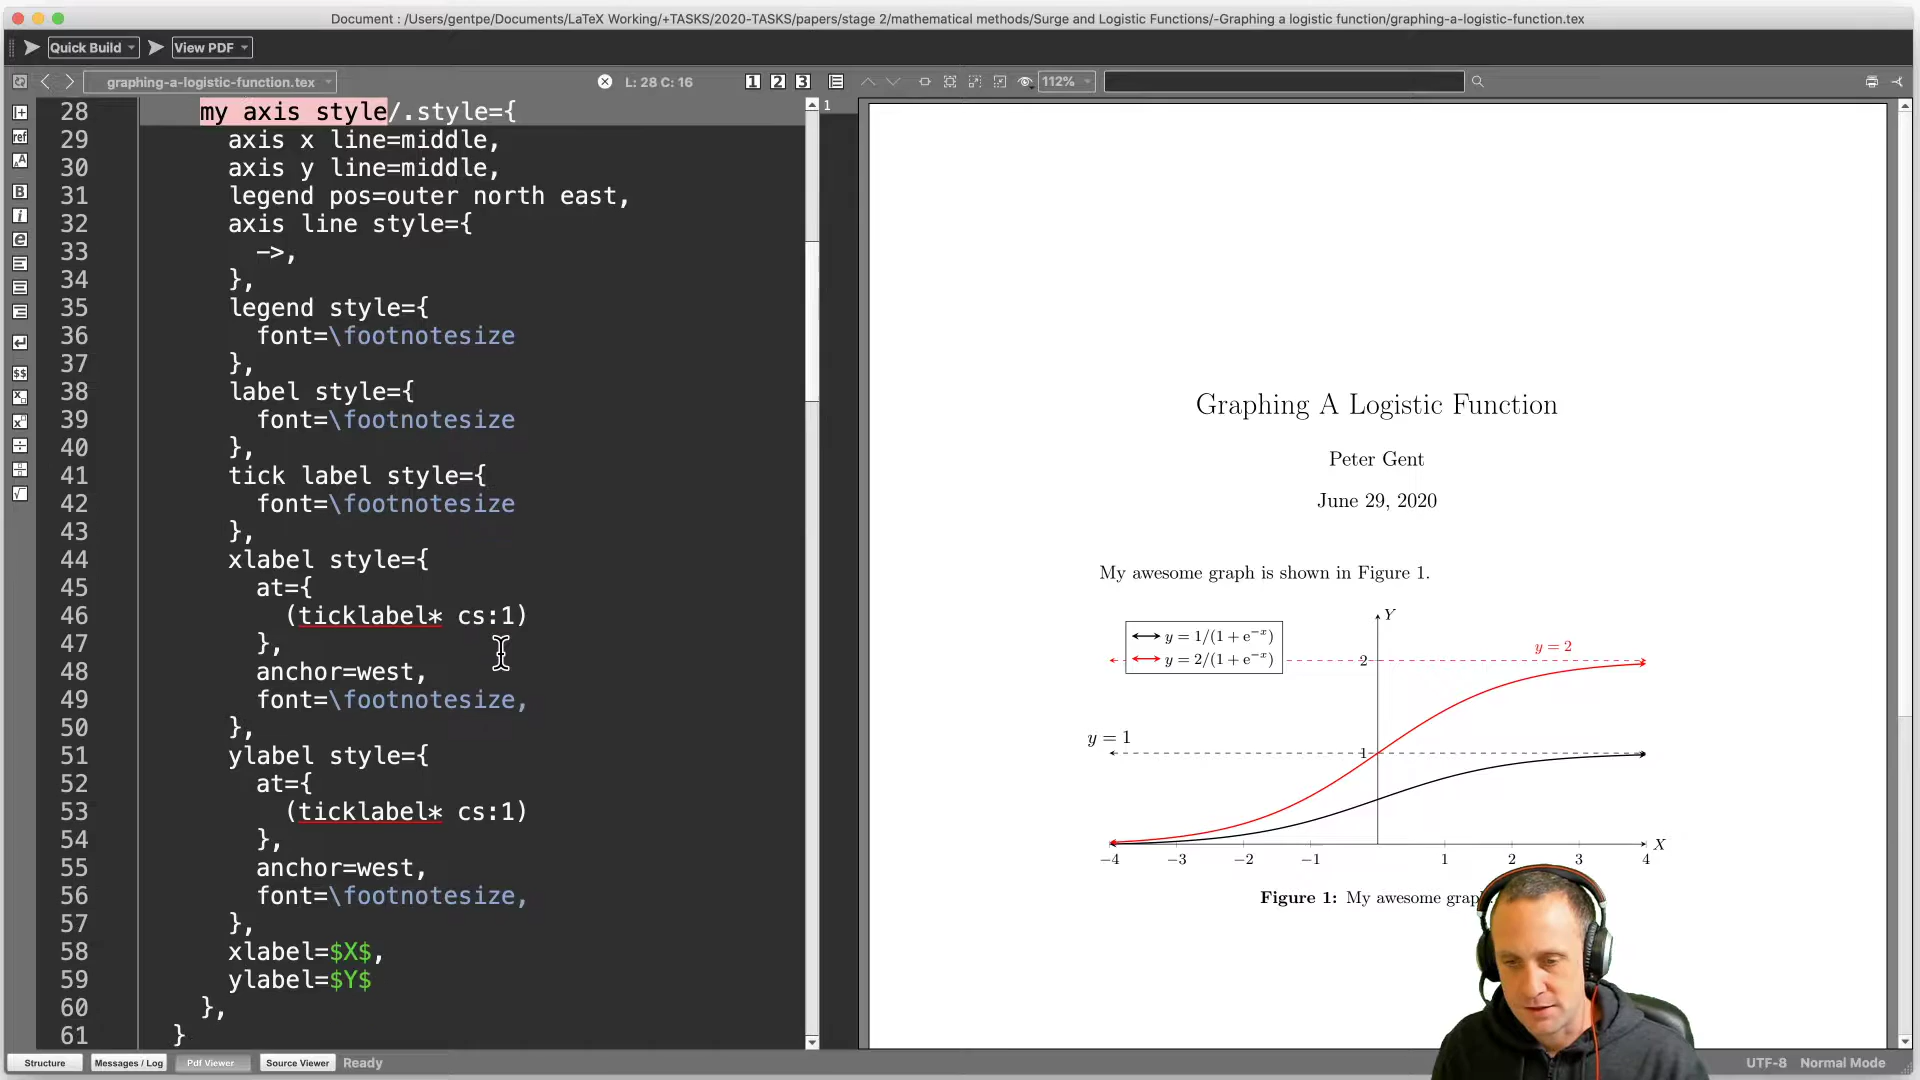 Document : /Users/gentpe/Documents/LaTeX Working/+TASKS/2020-TASKS/papers/stage 2/mathematical methods/Surge and Logistic Functions/-Graphing a logistic function/graphing-a-logistic-function.tex
Quick Build
View PDF
graphing-a-logistic-function.tex
L: 28 C: 16
1 2 3
112%
28 my axis style/.style={
29 axis x line=middle,
30 axis y line=middle,
31 legend pos=outer north east,
32 axis line style={
33 ->,
34 },
35 legend style={
36 font=\footnotesize
37 },
38 label style={
39 font=\footnotesize
40 },
41 tick label style={
42 font=\footnotesize
43 },
44 xlabel style={
45 at={
46 (ticklabel* cs:1)
47 },
48 anchor=west,
49 font=\footnotesize,
50 },
51 ylabel style={
52 at={
53 (ticklabel* cs:1)
54 },
55 anchor=west,
56 font=\footnotesize,
57 },
58 xlabel=$X$,
59 ylabel=$Y$
60 },
61 }
1
Graphing A Logistic Function
Peter Gent
June 29, 2020
My awesome graph is shown in Figure 1.
Y
y = 1/(1 + e⁻ˣ)
y = 2/(1 + e⁻ˣ)
y = 2
2
y = 1
1
X
−4 −3 −2 −1 1 2 3 4
Figure 1: My awesome grap
Structure
Messages / Log
Pdf Viewer
Source Viewer
Ready
UTF-8
Normal Mode
ref
B
i
e
$$